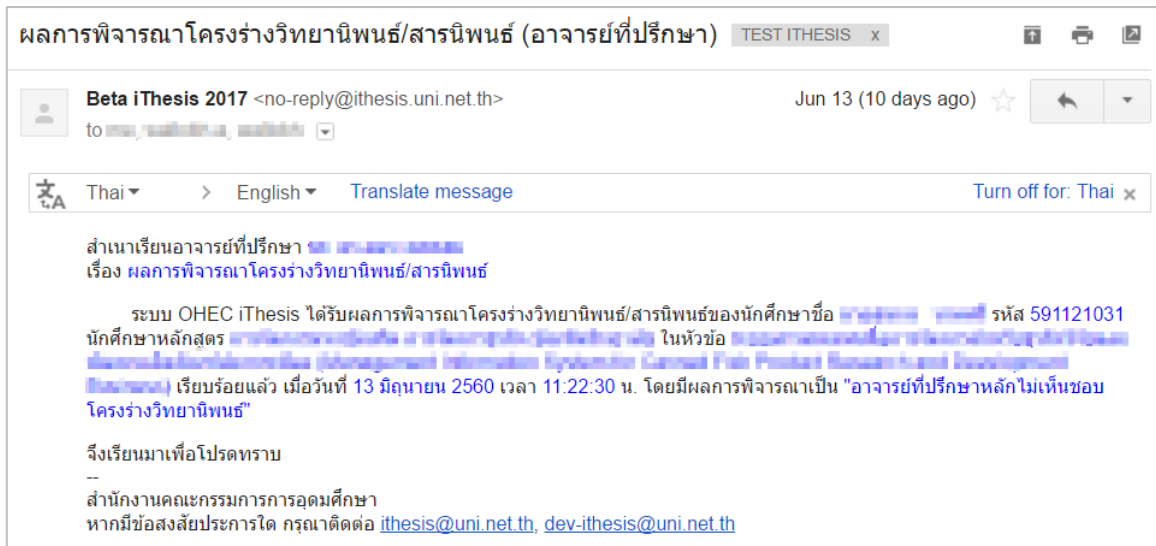 ผลการพิจารณาโครงร่างวิทยานิพนธ์/สารนิพนธ์ (อาจารย์ที่ปรึกษา) TEST ITHESIS x
Beta iThesis 2017 <no-reply@ithesis.uni.net.th> Jun 13 (10 days ago)
to
Thai > English Translate message Turn off for: Thai x
สำเนาเรียนอาจารย์ที่ปรึกษา
เรื่อง ผลการพิจารณาโครงร่างวิทยานิพนธ์/สารนิพนธ์
ระบบ OHEC iThesis ได้รับผลการพิจารณาโครงร่างวิทยานิพนธ์/สารนิพนธ์ของนักศึกษาชื่อ รหัส 591121031
นักศึกษาหลักสูตร ในหัวข้อ
เรียบร้อยแล้ว เมื่อวันที่ 13 มิถุนายน 2560 เวลา 11:22:30 น. โดยมีผลการพิจารณาเป็น "อาจารย์ที่ปรึกษาหลักไม่เห็นชอบ
โครงร่างวิทยานิพนธ์"
จึงเรียนมาเพื่อโปรดทราบ
--
สำนักงานคณะกรรมการการอุดมศึกษา
หากมีข้อสงสัยประการใด กรุณาติดต่อ ithesis@uni.net.th, dev-ithesis@uni.net.th